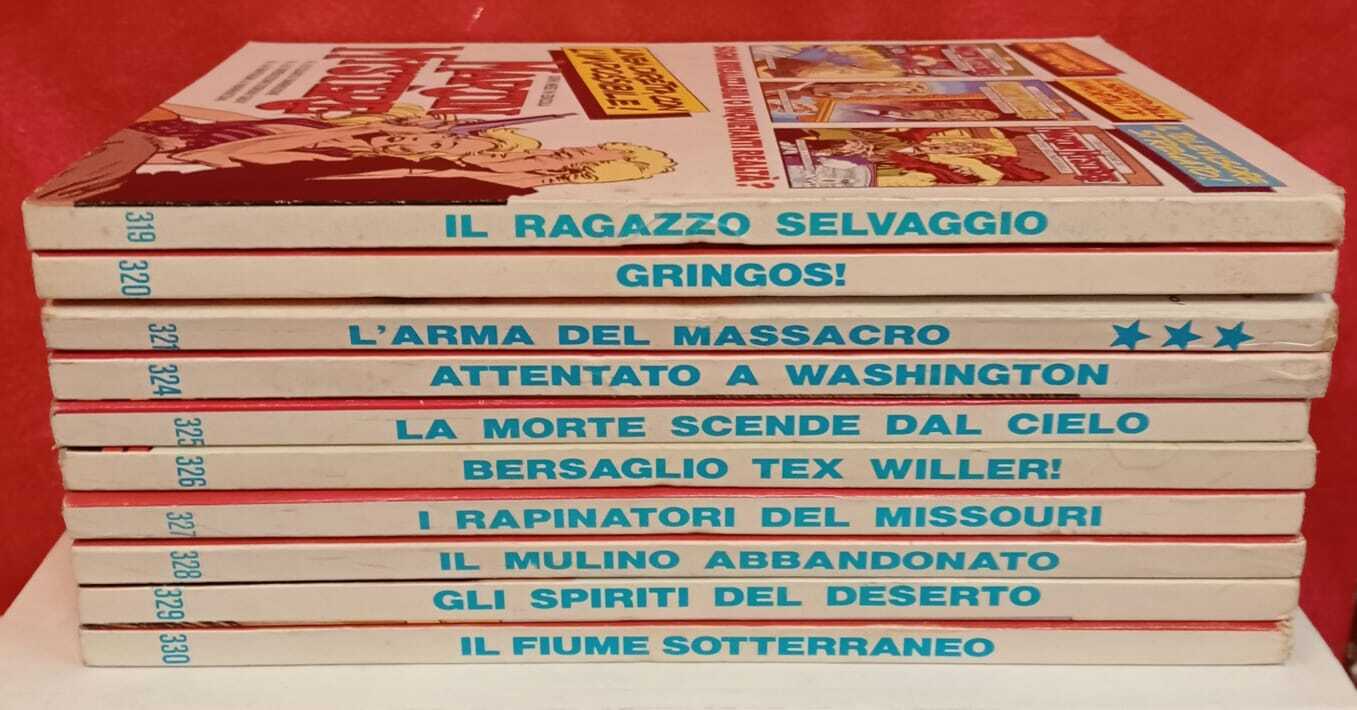 MARTIN
MYSTERE
319 IL RAGAZZO SELVAGGIO
320 GRINGOS!
321 L'ARMA DEL MASSACRO ★★★
324 ATTENTATO A WASHINGTON
325 LA MORTE SCENDE DAL CIELO
326 BERSAGLIO TEX WILLER!
327 I RAPINATORI DEL MISSOURI
328 IL MULINO ABBANDONATO
329 GLI SPIRITI DEL DESERTO
330 IL FIUME SOTTERRANEO